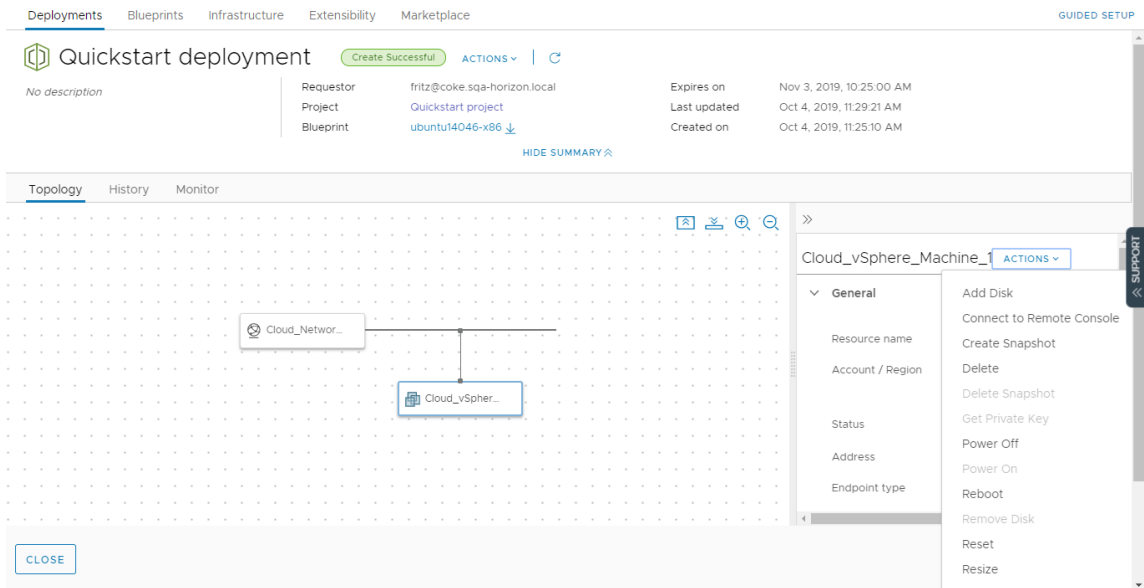 Deployments Blueprints Infrastructure Extensibility Marketplace GUIDED SETUP
Quickstart deployment Create Successful ACTIONS
No description
Requestor fritz@coke.sqa-horizon.local Expires on Nov 3, 2019, 10:25:00 AM
Project Quickstart project Last updated Oct 4, 2019, 11:29:21 AM
Blueprint ubuntu14046-x86 Created on Oct 4, 2019, 11:25:10 AM
HIDE SUMMARY
Topology History Monitor
Cloud_Networ...
Cloud_vSpher...
Cloud_vSphere_Machine_1 ACTIONS
General
Resource name
Account / Region
Status
Address
Endpoint type
Add Disk
Connect to Remote Console
Create Snapshot
Delete
Delete Snapshot
Get Private Key
Power Off
Power On
Reboot
Remove Disk
Reset
Resize
SUPPORT
CLOSE